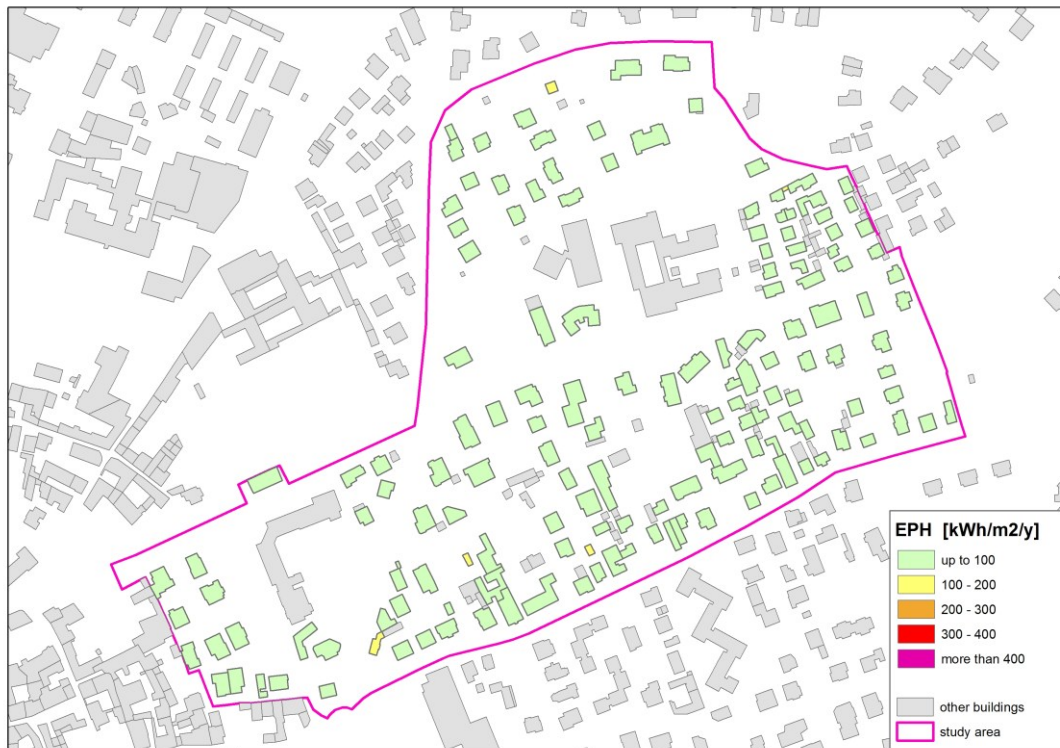 EPH [kWh/m2/y]
up to 100
100 - 200
200 - 300
300 - 400
more than 400
other buildings
study area